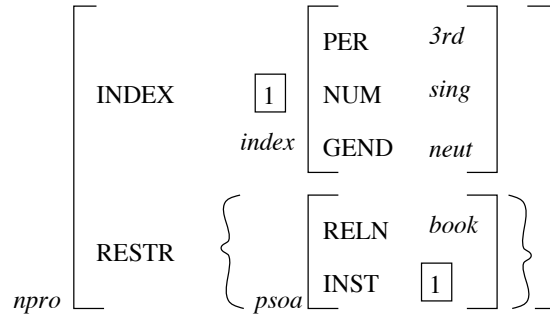 PER 3rd
INDEX 1 NUM sing
index GEND neut
RELN book
RESTR
INST 1
npro psoa